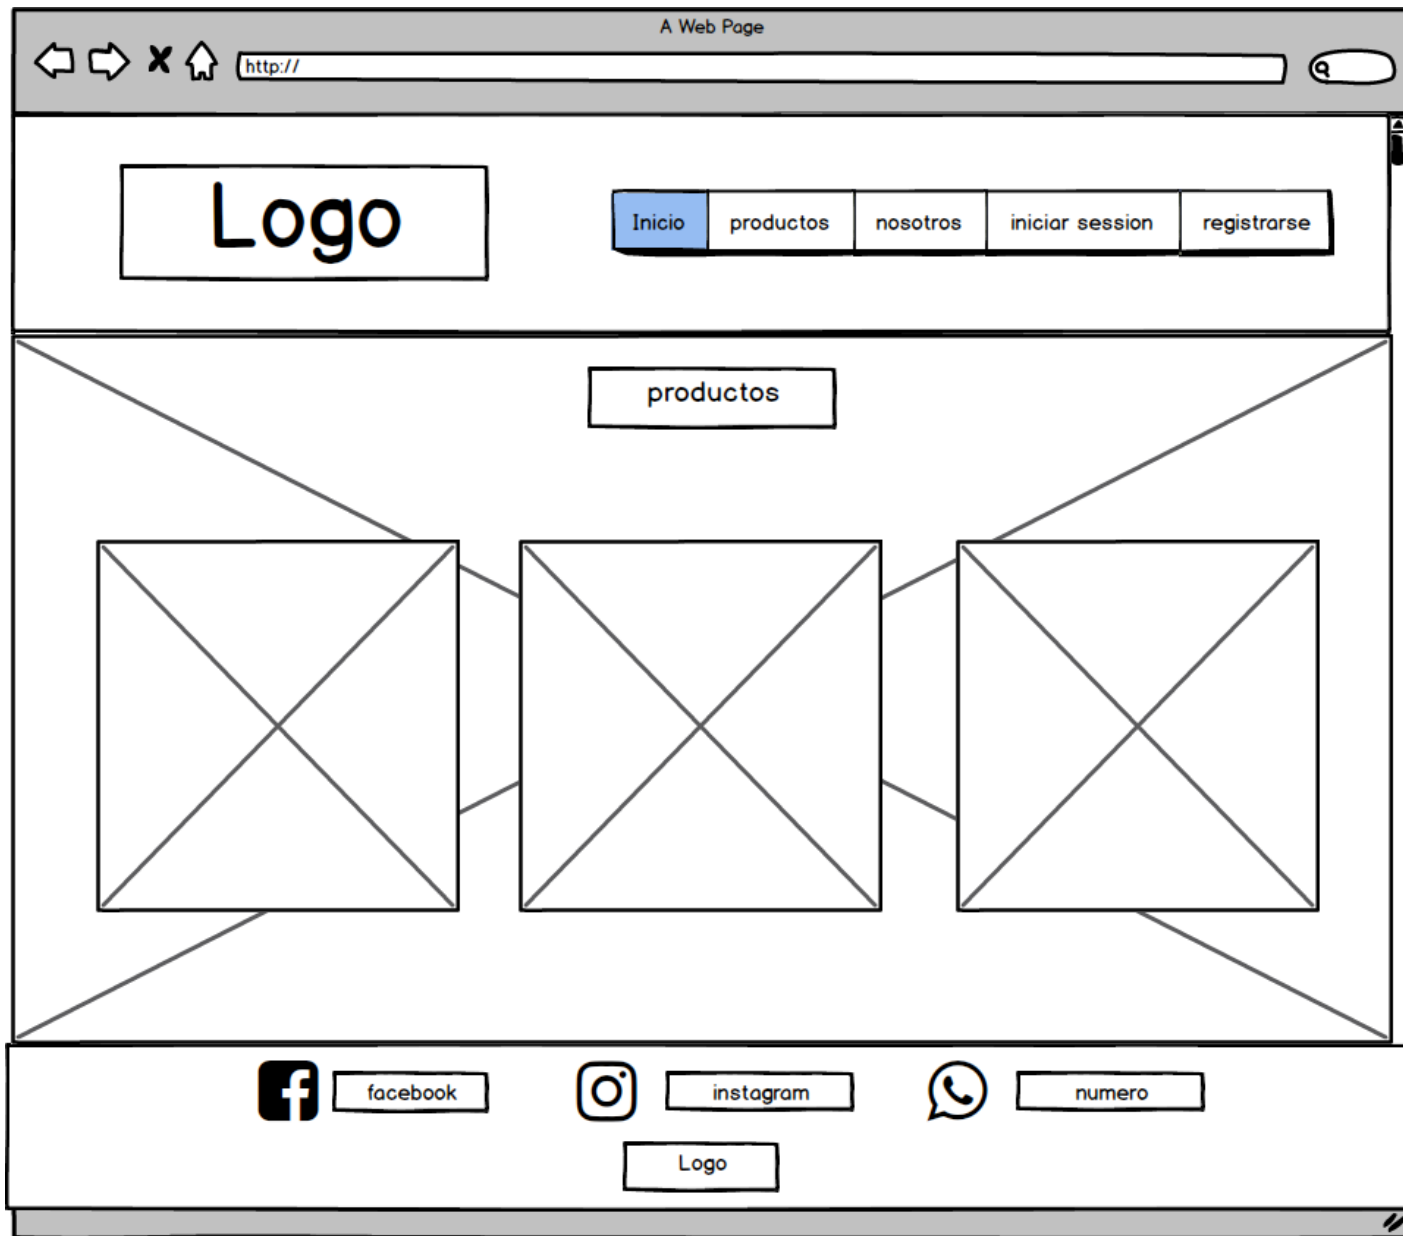 A Web Page
http://
Logo
Inicio productos nosotros iniciar session registrarse
productos
facebook instagram numero
Logo